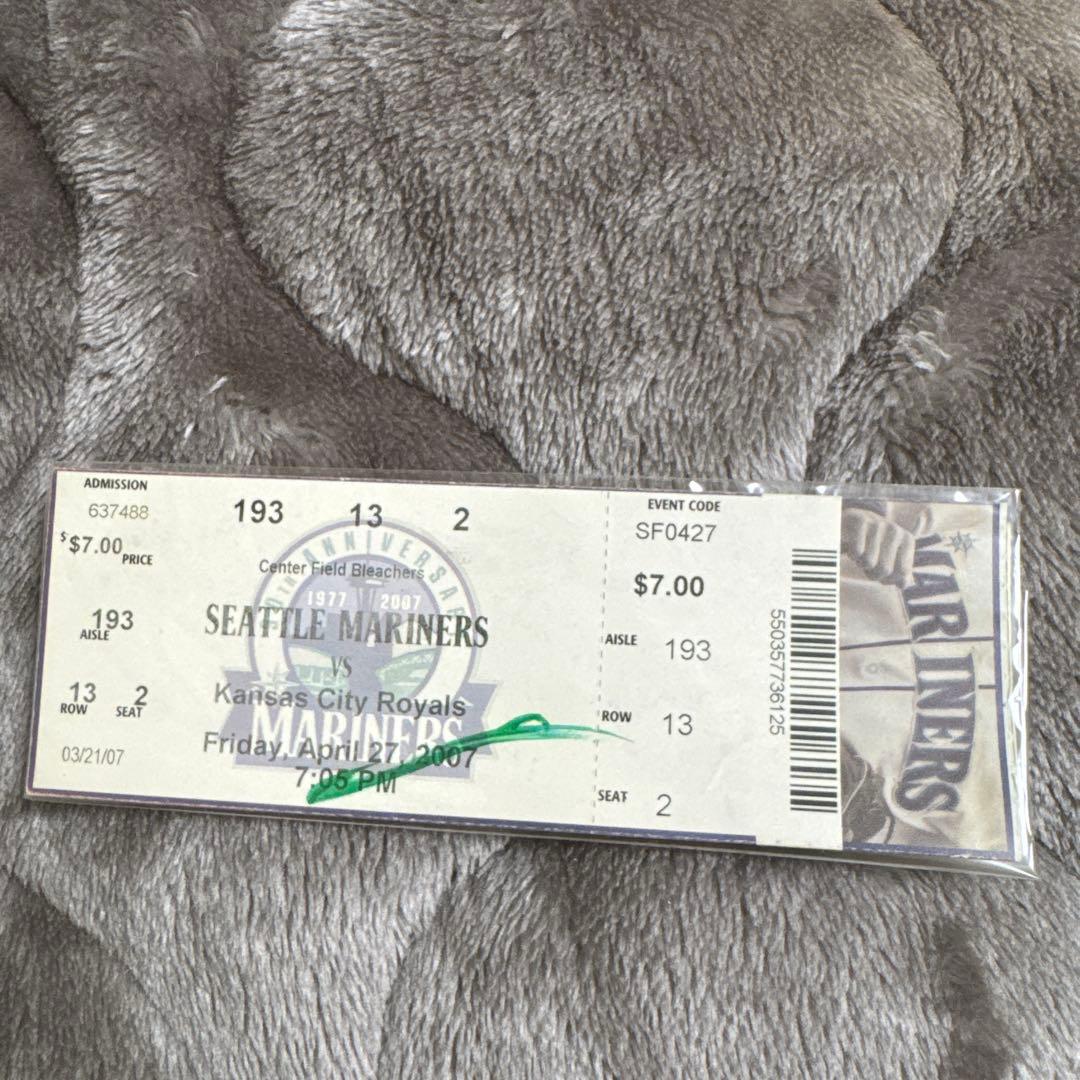 ADMISSION
637488
$ $7.00
PRICE
193
AISLE
13 2
ROW SEAT
03/21/07
193 13 2
30TH ANNIVERSARY
Center Field Bleachers
1977 2007
SEATTLE MARINERS
VS
Kansas City Royals
MARINERS
Friday, April 27, 2007
7:05 PM
EVENT CODE
SF0427
$7.00
AISLE 193
ROW 13
SEAT 2
550357736125
MARINERS